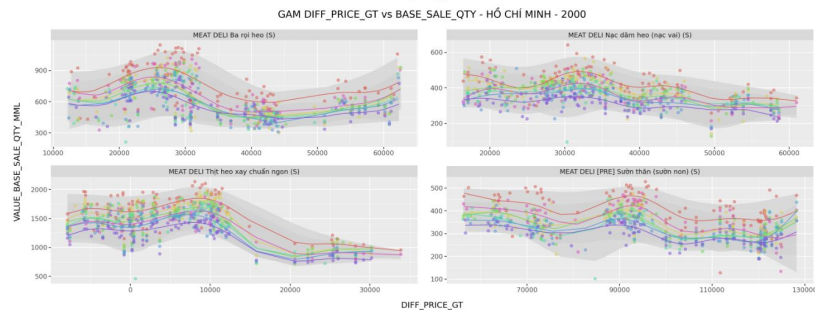 GAM DIFF_PRICE_GT vs BASE_SALE_QTY - HỒ CHÍ MINH - 2000
MEAT DELI Ba rọi heo (S)
MEAT DELI Nạc dăm heo (nạc vai) (S)
900
600
300
10000 20000 30000 40000 50000 60000
600
400
200
20000 30000 40000 50000 60000
VALUE_BASE_SALE_QTY_MML
MEAT DELI Thịt heo xay chuẩn ngon (S)
MEAT DELI [PRE] Sườn thăn (sườn non) (S)
2000
1500
1000
500
0 10000 20000 30000
500
400
300
200
100
70000 90000 110000 130000
DIFF_PRICE_GT